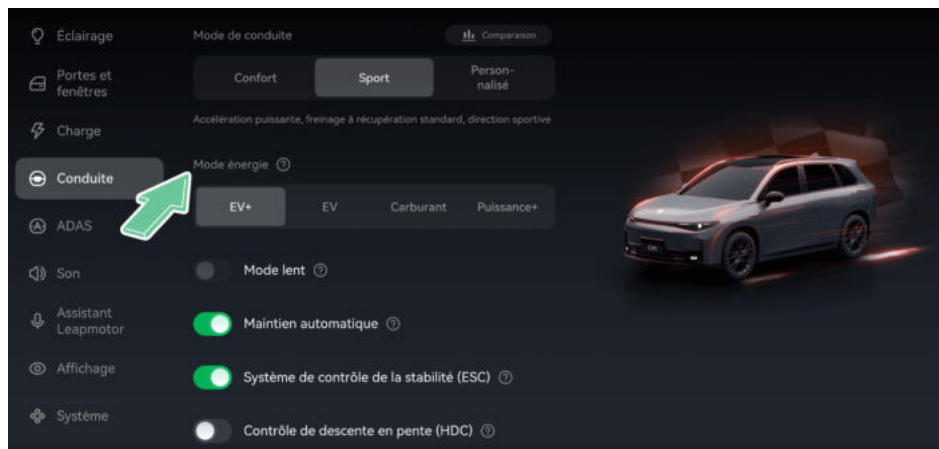 Éclairage
Portes et
fenêtres
Charge
Conduite
ADAS
Son
Assistant
Leapmotor
Affichage
Système
Mode de conduite
Comparaison
Confort
Sport
Person-
nalisé
Accélération puissante, freinage à récupération standard, direction sportive
Mode énergie
EV+
EV
Carburant
Puissance+
Mode lent
Maintien automatique
Système de contrôle de la stabilité (ESC)
Contrôle de descente en pente (HDC)